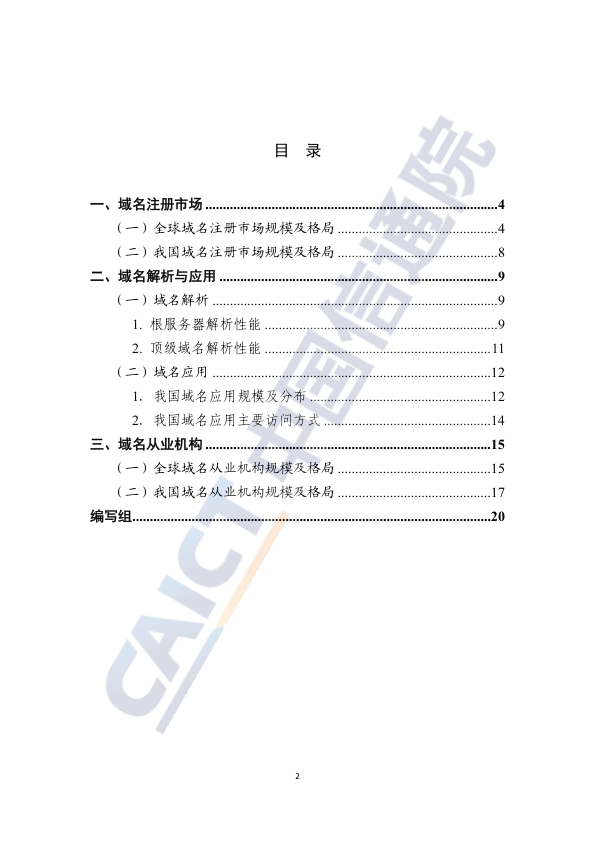 目 录
一、域名注册市场 ....................................................................................4
（一）全球域名注册市场规模及格局 ..............................................4
（二）我国域名注册市场规模及格局 ..............................................8
二、域名解析与应用 ................................................................................9
（一）域名解析 ..................................................................................9
1. 根服务器解析性能 ...................................................................9
2. 顶级域名解析性能 .................................................................11
（二）域名应用 ................................................................................12
1. 我国域名应用规模及分布 ....................................................12
2. 我国域名应用主要访问方式 ................................................14
三、域名从业机构 ..................................................................................15
（一）全球域名从业机构规模及格局 ............................................15
（二）我国域名从业机构规模及格局 ............................................17
编写组.......................................................................................................20
CAICT 中国信通院
2